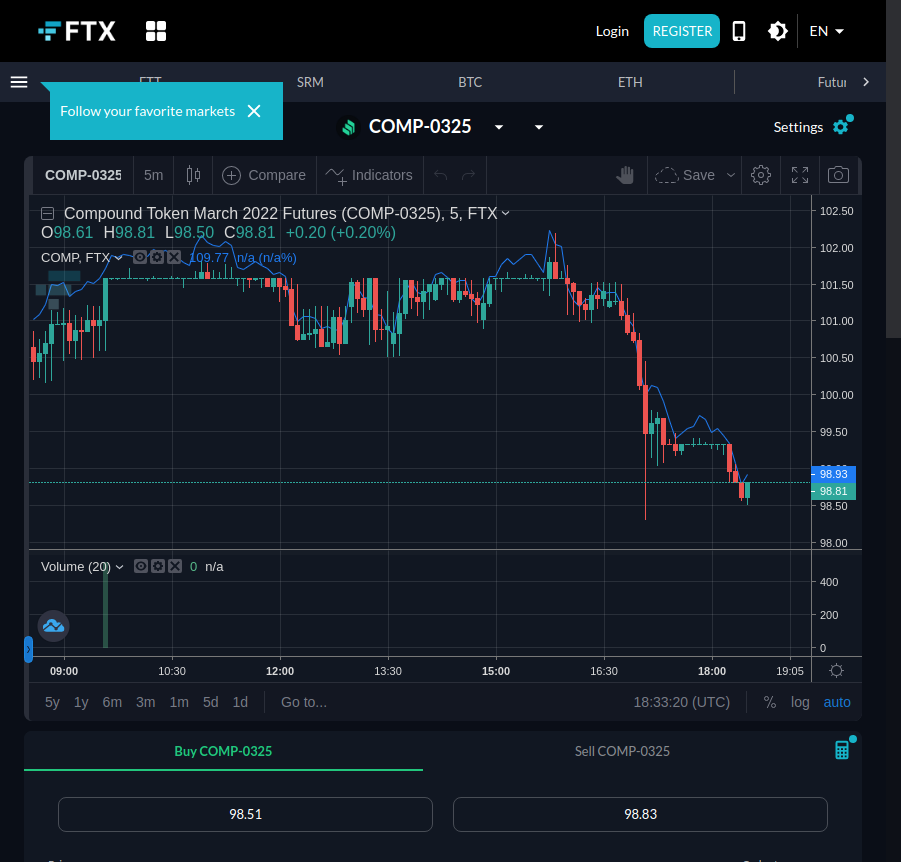 FTX
Login
REGISTER
EN
FTT SRM BTC ETH Futur
Follow your favorite markets
COMP-0325
Settings
COMP-0325 5m Compare Indicators Save
Compound Token March 2022 Futures (COMP-0325), 5, FTX
O98.61 H98.81 L98.50 C98.81 +0.20 (+0.20%)
COMP, FTX 109.77 n/a (n/a%)
102.50
102.00
101.50
101.00
100.50
100.00
99.50
98.93
98.81
98.50
98.00
Volume (20) 0 n/a
400
200
0
09:00 10:30 12:00 13:30 15:00 16:30 18:00 19:05
5y 1y 6m 3m 1m 5d 1d Go to... 18:33:20 (UTC) % log auto
Buy COMP-0325 Sell COMP-0325
98.51 98.83